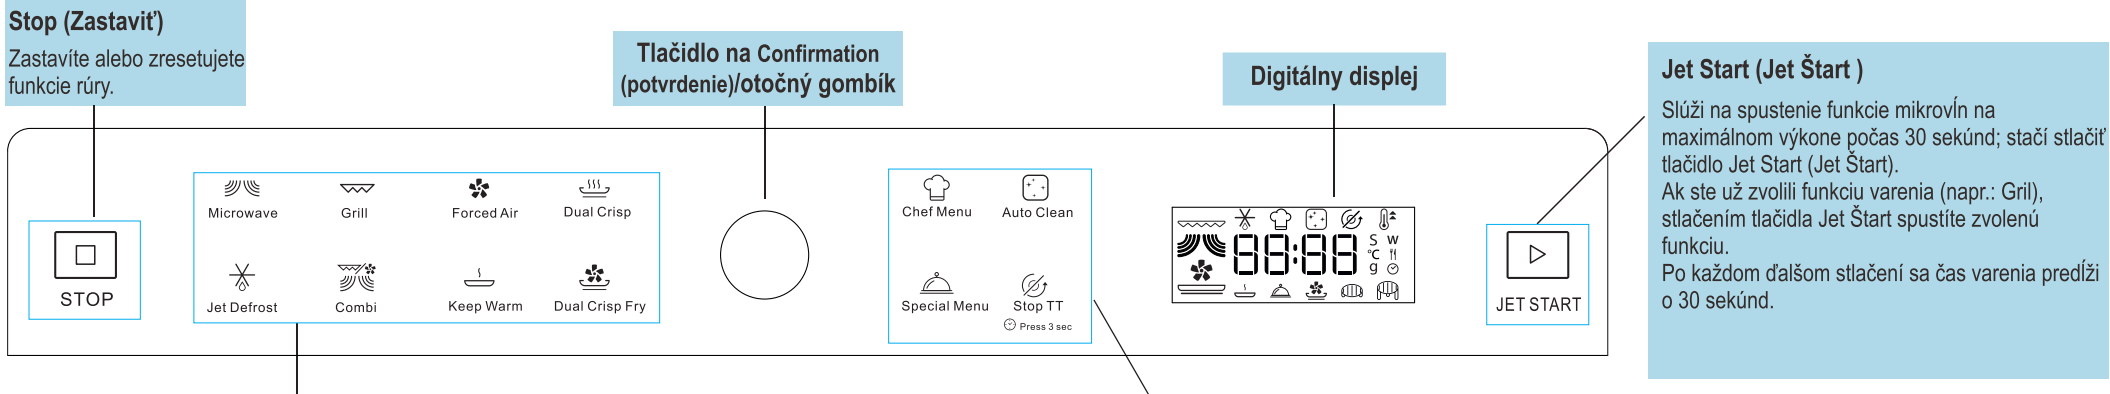 Stop (Zastaviť)
Zastavíte alebo zresetujete
funkcie rúry.
Tlačidlo na Confirmation
(potvrdenie)/otočný gombík
Digitálny displej
Jet Start (Jet Štart )
Slúži na spustenie funkcie mikrovĺn na
maximálnom výkone počas 30 sekúnd; stačí stlačiť
tlačidlo Jet Start (Jet Štart).
Ak ste už zvolili funkciu varenia (napr.: Gril),
stlačením tlačidla Jet Štart spustíte zvolenú
funkciu.
Po každom ďalšom stlačení sa čas varenia predĺži
o 30 sekúnd.
STOP
Microwave
Grill
Forced Air
Dual Crisp
Jet Defrost
Combi
Keep Warm
Dual Crisp Fry
Chef Menu
Auto Clean
Special Menu
Stop TT
Press 3 sec
88:88
S W
°C
g
JET START